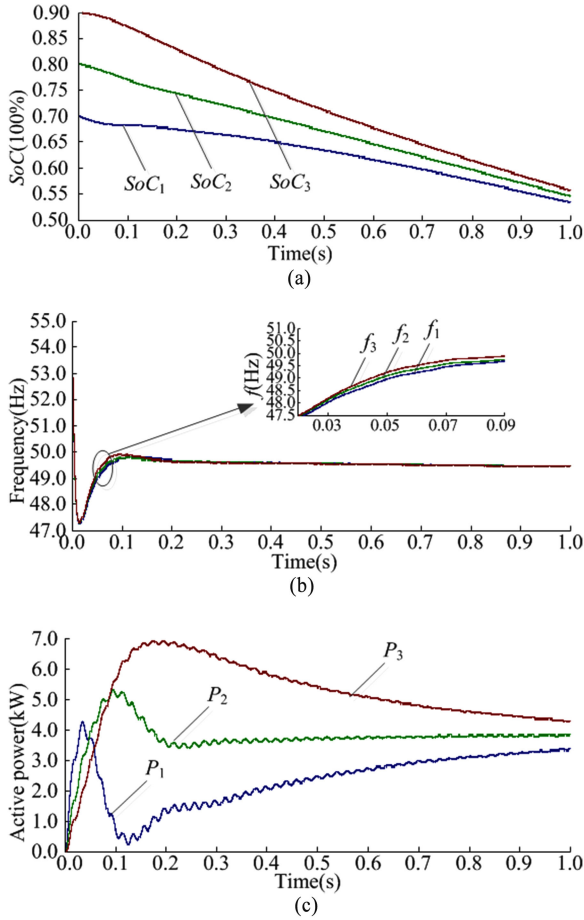 0.90
0.85
0.80
0.75
0.70
0.65
0.60
0.55
0.50
SoC(100%)
SoC1 SoC2 SoC3
0.0 0.1 0.2 0.3 0.4 0.5 0.6 0.7 0.8 0.9 1.0
Time(s)
(a)
55.0
54.0
53.0
52.0
51.0
50.0
49.0
48.0
47.0
Frequency(Hz)
51.0
50.5
50.0
49.5
49.0
48.5
48.0
47.5
f(Hz)
f3 f2 f1
0.03 0.05 0.07 0.09
0.0 0.1 0.2 0.3 0.4 0.5 0.6 0.7 0.8 0.9 1.0
Time(s)
(b)
7.0
6.0
5.0
4.0
3.0
2.0
1.0
0.0
Active power(kW)
P3
P2
P1
0.0 0.1 0.2 0.3 0.4 0.5 0.6 0.7 0.8 0.9 1.0
Time(s)
(c)